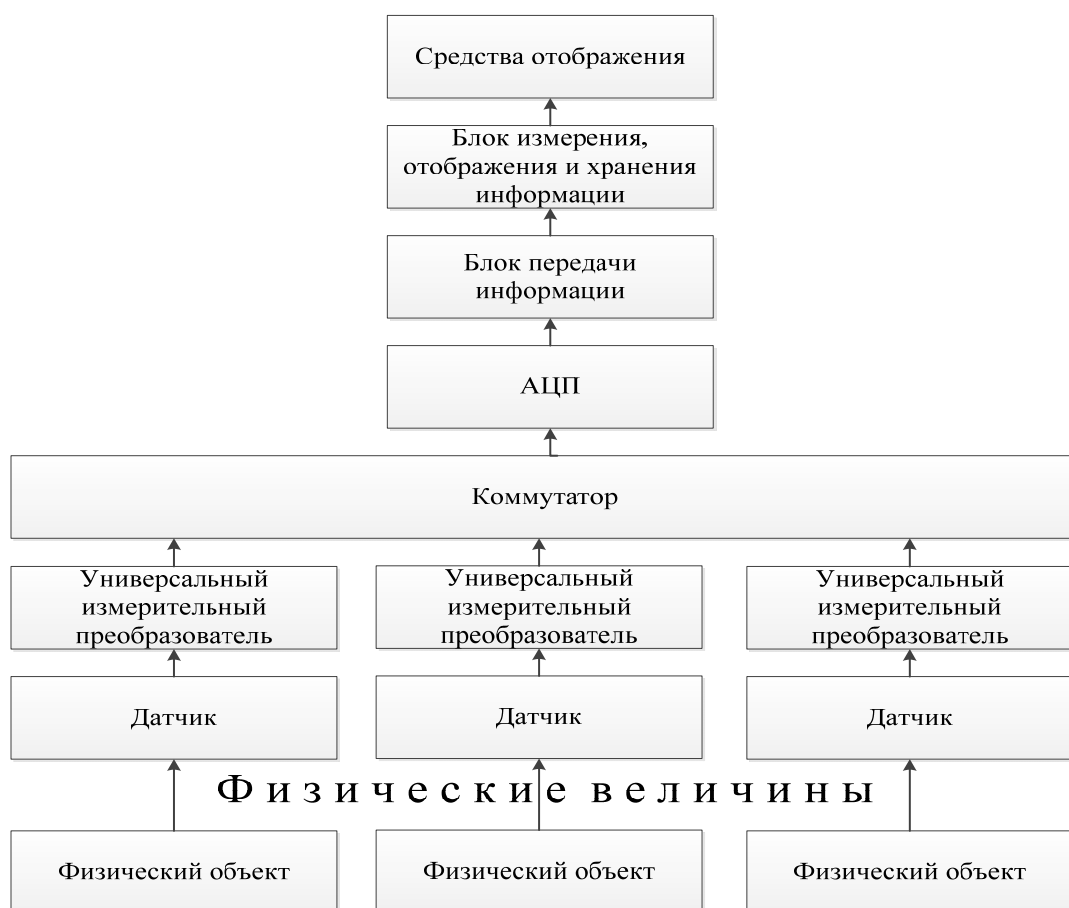 Средства отображения
Блок измерения,
отображения и хранения
информации
Блок передачи
информации
АЦП
Коммутатор
Универсальный
измерительный
преобразователь
Универсальный
измерительный
преобразователь
Универсальный
измерительный
преобразователь
Датчик
Датчик
Датчик
Физические величины
Физический объект
Физический объект
Физический объект